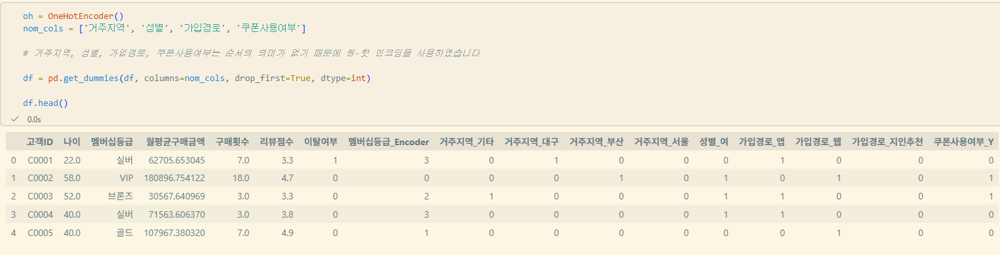 oh = OneHotEncoder()
nom_cols = ['거주지역', '성별', '가입경로', '쿠폰사용여부']
# 거주지역, 성별, 가입경로, 쿠폰사용여부는 순서의 의미가 없기 때문에 원-핫 인코딩을 사용하였습니다
df = pd.get_dummies(df, columns=nom_cols, drop_first=True, dtype=int)
df.head()
0.0s
고객ID 나이 멤버십등급 월평균구매금액 구매횟수 리뷰점수 이탈여부 멤버십등급_Encoder 거주지역_기타 거주지역_대구 거주지역_부산 거주지역_서울 성별_여 가입경로_앱 가입경로_웹 가입경로_지인추천 쿠폰사용여부_Y
0 C0001 22.0 실버 62705.653045 7.0 3.3 1 3 0 1 0 0 0 1 0 0 0
1 C0002 58.0 VIP 180896.754122 18.0 4.7 0 0 0 0 1 0 1 0 1 0 1
2 C0003 52.0 브론즈 30567.640969 3.0 3.3 0 2 1 0 0 0 1 1 0 0 1
3 C0004 40.0 실버 71563.606370 3.0 3.8 0 3 0 0 0 0 1 1 0 0 0
4 C0005 40.0 골드 107967.380320 7.0 4.9 0 1 0 0 0 0 0 0 1 0 0